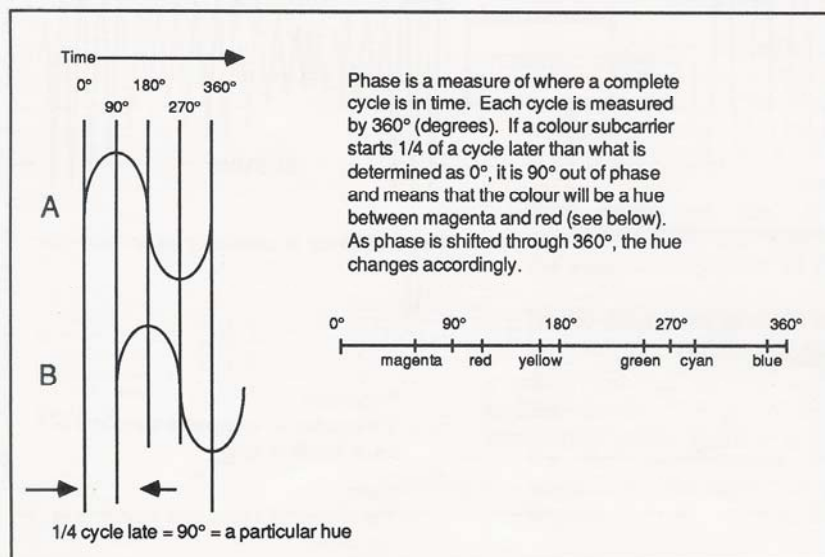 Time
0° 180° 360°
90° 270°
A
B
1/4 cycle late = 90° = a particular hue
Phase is a measure of where a complete
cycle is in time. Each cycle is measured
by 360° (degrees). If a colour subcarrier
starts 1/4 of a cycle later than what is
determined as 0°, it is 90° out of phase
and means that the colour will be a hue
between magenta and red (see below).
As phase is shifted through 360°, the hue
changes accordingly.
0° 90° 180° 270° 360°
magenta red yellow green cyan blue